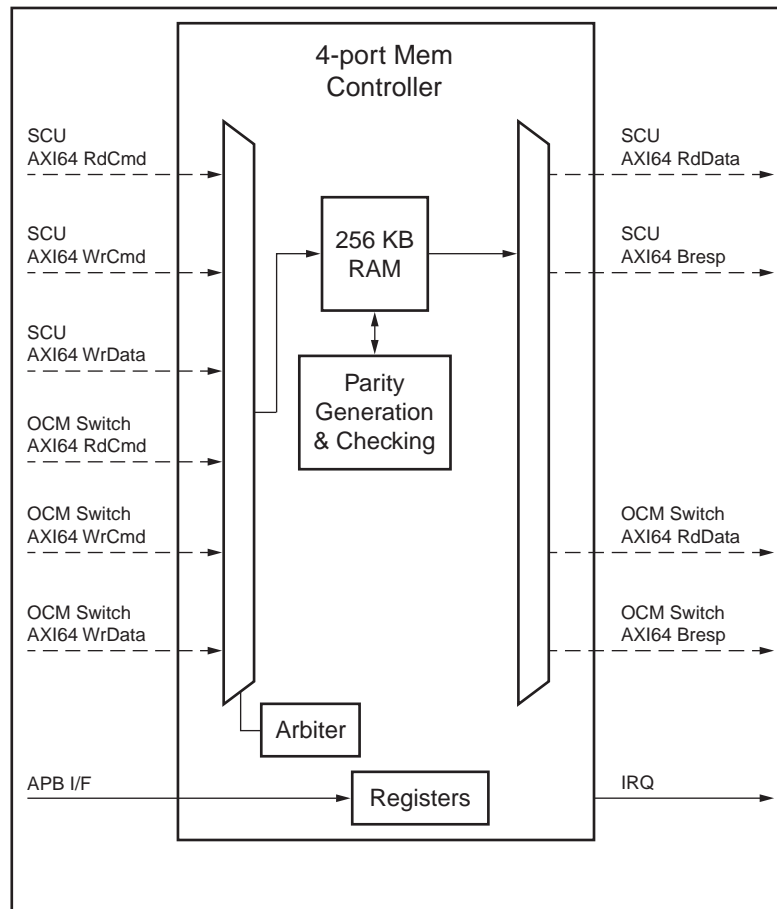 4-port Mem
Controller
SCU
AXI64 RdCmd
SCU
AXI64 WrCmd
SCU
AXI64 WrData
OCM Switch
AXI64 RdCmd
OCM Switch
AXI64 WrCmd
OCM Switch
AXI64 WrData
256 KB
RAM
Parity
Generation
& Checking
Arbiter
SCU
AXI64 RdData
SCU
AXI64 Bresp
OCM Switch
AXI64 RdData
OCM Switch
AXI64 Bresp
APB I/F
Registers
IRQ